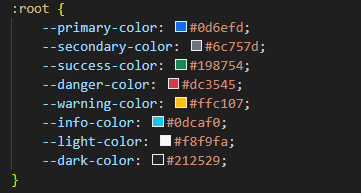 :root {
--primary-color: #0d6efd;
--secondary-color: #6c757d;
--success-color: #198754;
--danger-color: #dc3545;
--warning-color: #ffc107;
--info-color: #0dcaf0;
--light-color: #f8f9fa;
--dark-color: #212529;
}